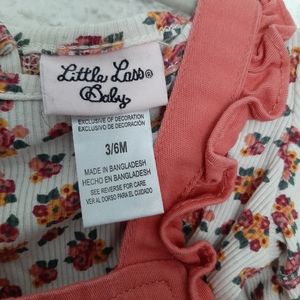 Little Lass®
Baby
EXCLUSIVE OF DECORATION
EXCLUSIVO DE DECORACIÓN
3/6M
MADE IN BANGLADESH
HECHO EN BANGLADESH
SEE REVERSE FOR CARE
VER AL DORSO PARA EL CUIDADO